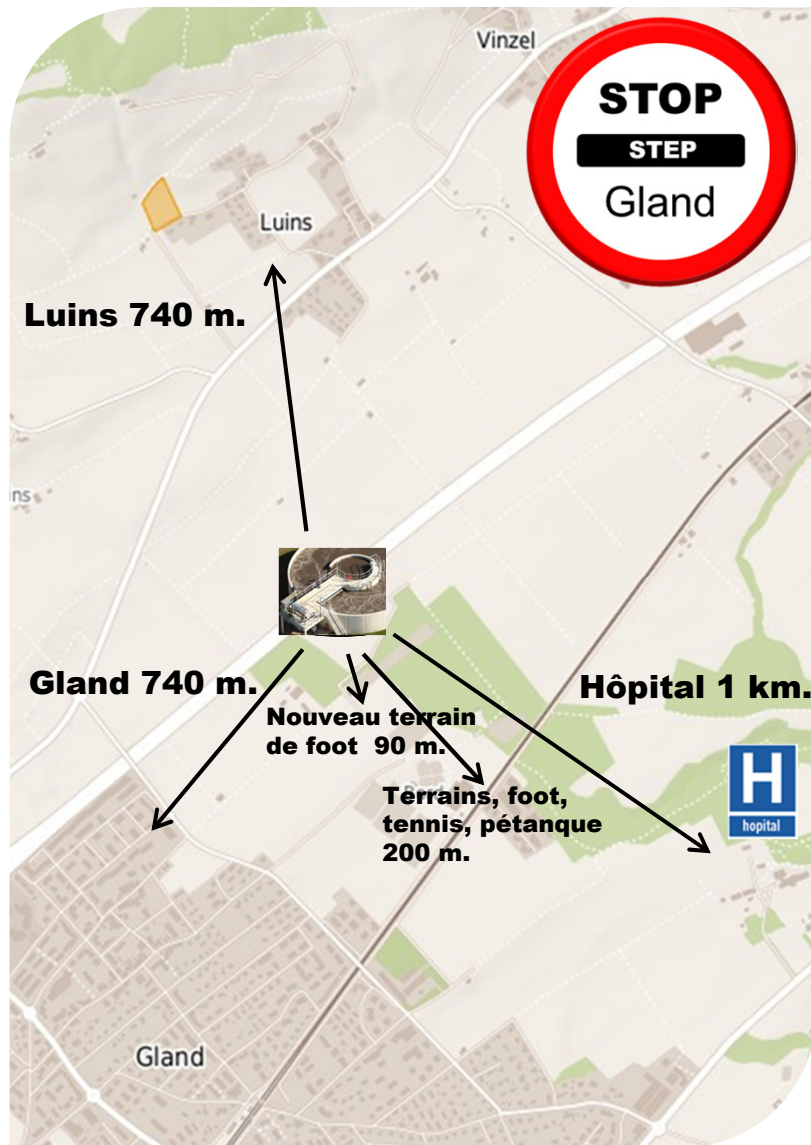 Vinzel
STOP
STEP
Gland
Luins
Luins 740 m.
ns
Gland 740 m.
Hôpital 1 km.
Nouveau terrain
de foot 90 m.
Terrains, foot,
tennis, pétanque
200 m.
H
hopital
Gland